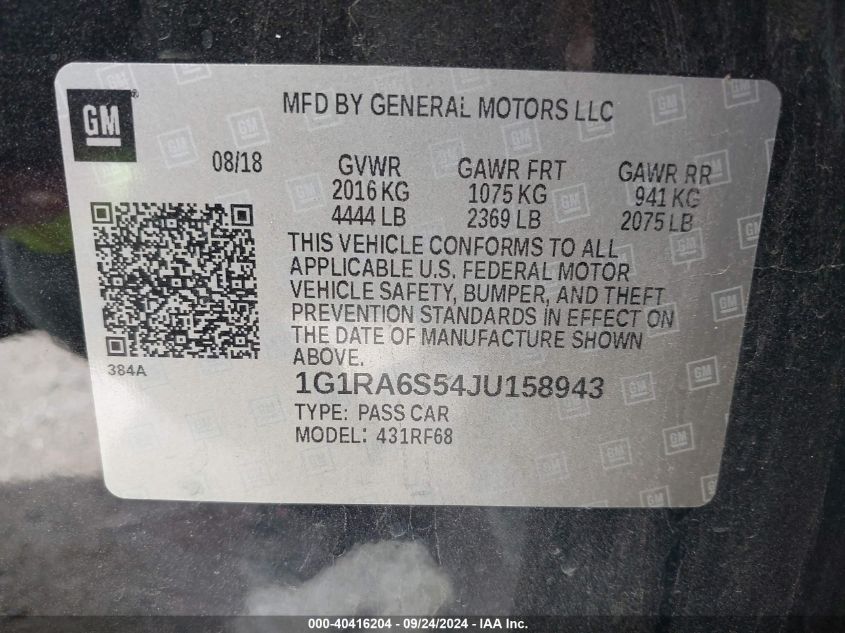 GM®
MFD BY GENERAL MOTORS LLC
08/18 GVWR GAWR FRT GAWR RR
2016 KG 1075 KG 941 KG
4444 LB 2369 LB 2075 LB
THIS VEHICLE CONFORMS TO ALL
APPLICABLE U.S. FEDERAL MOTOR
VEHICLE SAFETY, BUMPER, AND THEFT
PREVENTION STANDARDS IN EFFECT ON
THE DATE OF MANUFACTURE SHOWN
ABOVE.
384A
1G1RA6S54JU158943
TYPE: PASS CAR
MODEL: 431RF68
000-40416204 - 09/24/2024 - IAA Inc.